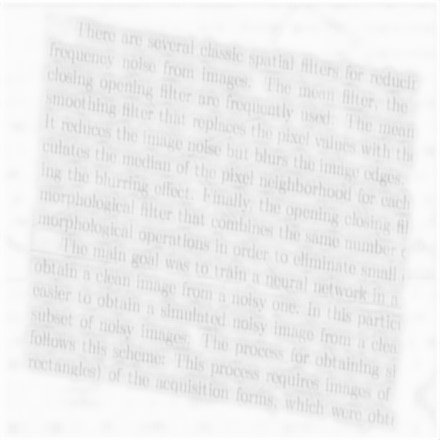 There are several classic spatial filters for reducin
frequency noise from images. The mean filter, the
closing opening filter are frequently used. The mean
smoothing filter that replaces the pixel values with the
It reduces the image noise but blurs the image edges.
culates the median of the pixel neighborhood for each
ing the blurring effect. Finally, the opening closing fil
morphological filter that combines the same number o
morphological operations in order to eliminate small
The main goal was to train a neural network in a
obtain a clean image from a noisy one. In this partic
easier to obtain a simulated noisy image from a clea
subset of noisy images. The process for obtaining
follows this scheme: This process requires images of
rectangles) of the acquisition forms, which were obt